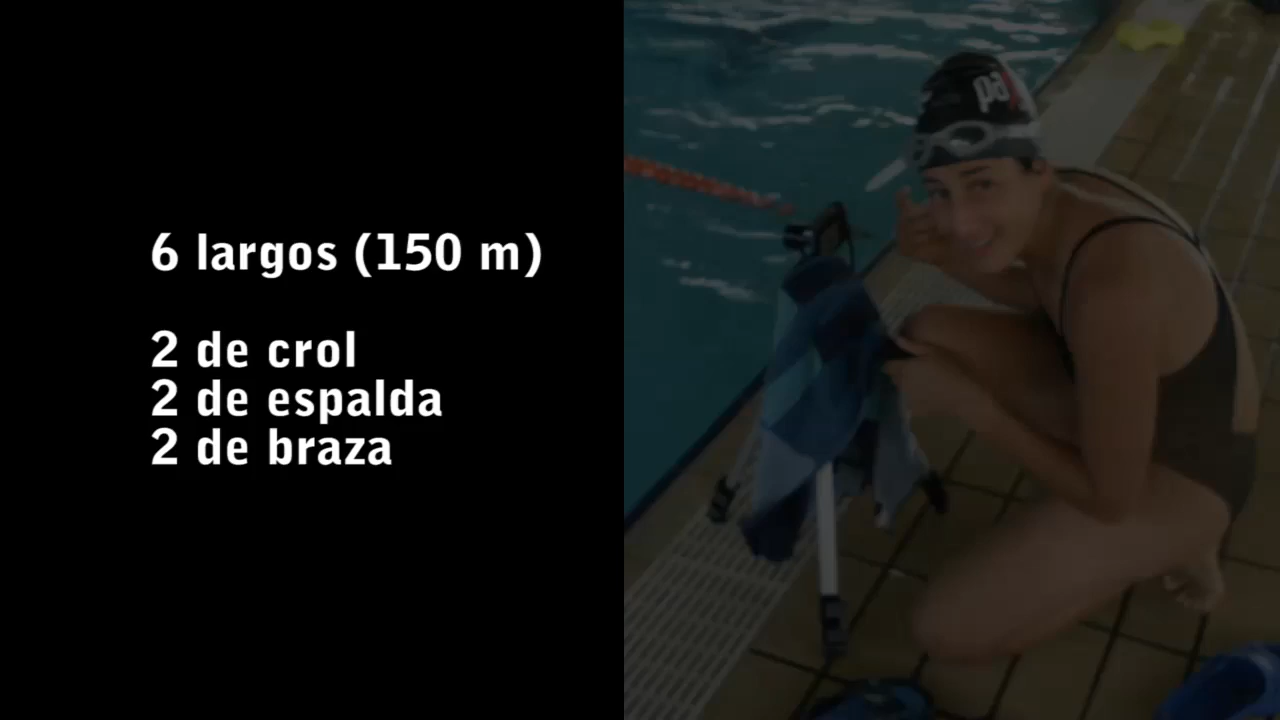 6 largos (150 m)
2 de crol
2 de espalda
2 de braza